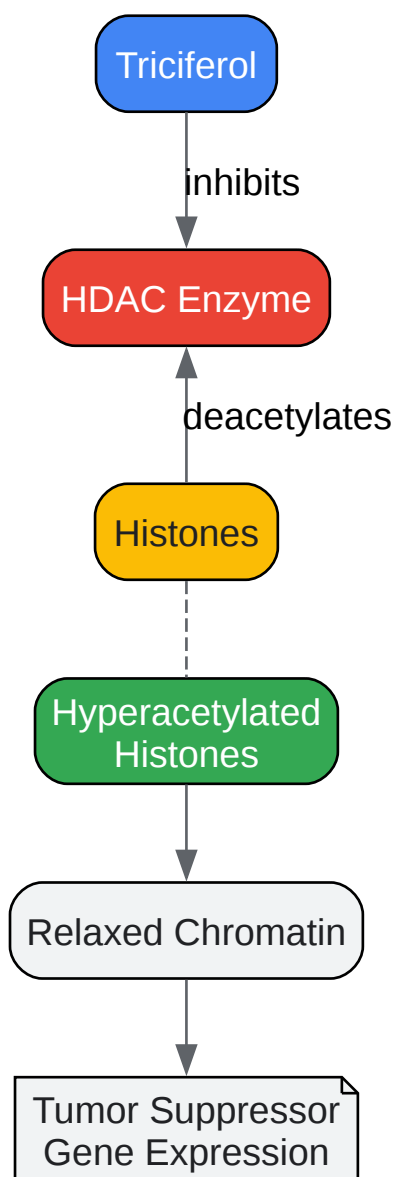 Triciferol
inhibits
HDAC Enzyme
deacetylates
Histones
Hyperacetylated
Histones
Relaxed Chromatin
Tumor Suppressor
Gene Expression